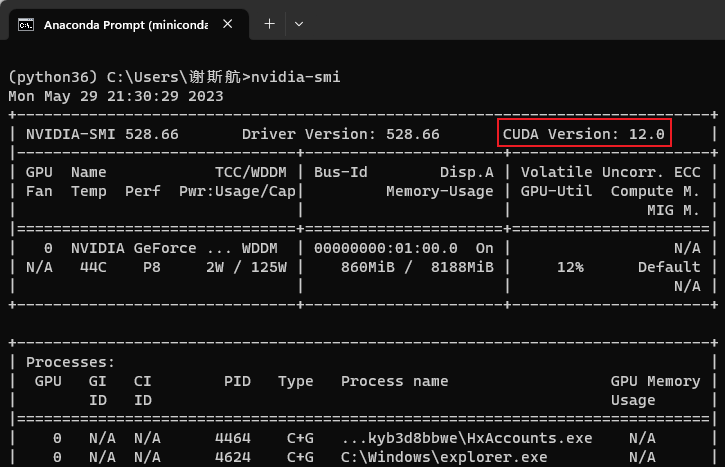 Anaconda Prompt (minicond
(python36) C:\Users\谢斯航>nvidia-smi
Mon May 29 21:30:29 2023
+-----------------------------------------------------------------------------+
| NVIDIA-SMI 528.66       Driver Version: 528.66       CUDA Version: 12.0     |
|-------------------------------+----------------------+----------------------+
| GPU  Name            TCC/WDDM | Bus-Id        Disp.A | Volatile Uncorr. ECC |
| Fan  Temp  Perf  Pwr:Usage/Cap|         Memory-Usage | GPU-Util  Compute M. |
|                               |                      |               MIG M. |
|===============================+======================+======================|
|   0  NVIDIA GeForce ... WDDM  | 00000000:01:00.0  On |                  N/A |
| N/A   44C    P8     2W / 125W |    860MiB /  8188MiB |     12%      Default |
|                               |                      |                  N/A |
+-------------------------------+----------------------+----------------------+
+-----------------------------------------------------------------------------+
| Processes:                                                                  |
|  GPU   GI   CI        PID   Type   Process name                  GPU Memory |
|        ID   ID                                                   Usage      |
|=============================================================================|
|    0   N/A  N/A      4464    C+G   ...kyb3d8bbwe\HxAccounts.exe    N/A      |
|    0   N/A  N/A      4624    C+G   C:\Windows\explorer.exe         N/A      |